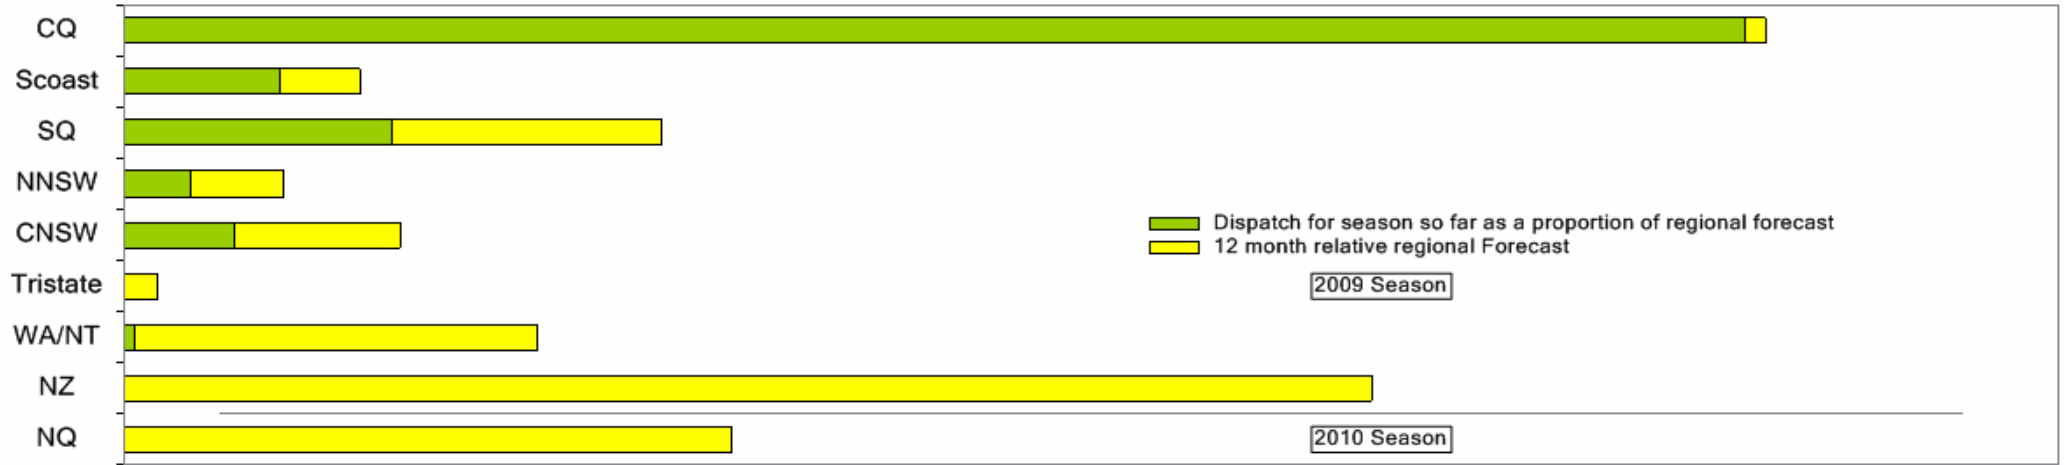 CQ
Scoast
SQ
NNSW
CNSW
Dispatch for season so far as a proportion of regional forecast
12 month relative regional Forecast
Tristate
2009 Season
WA/NT
NZ
NQ
2010 Season